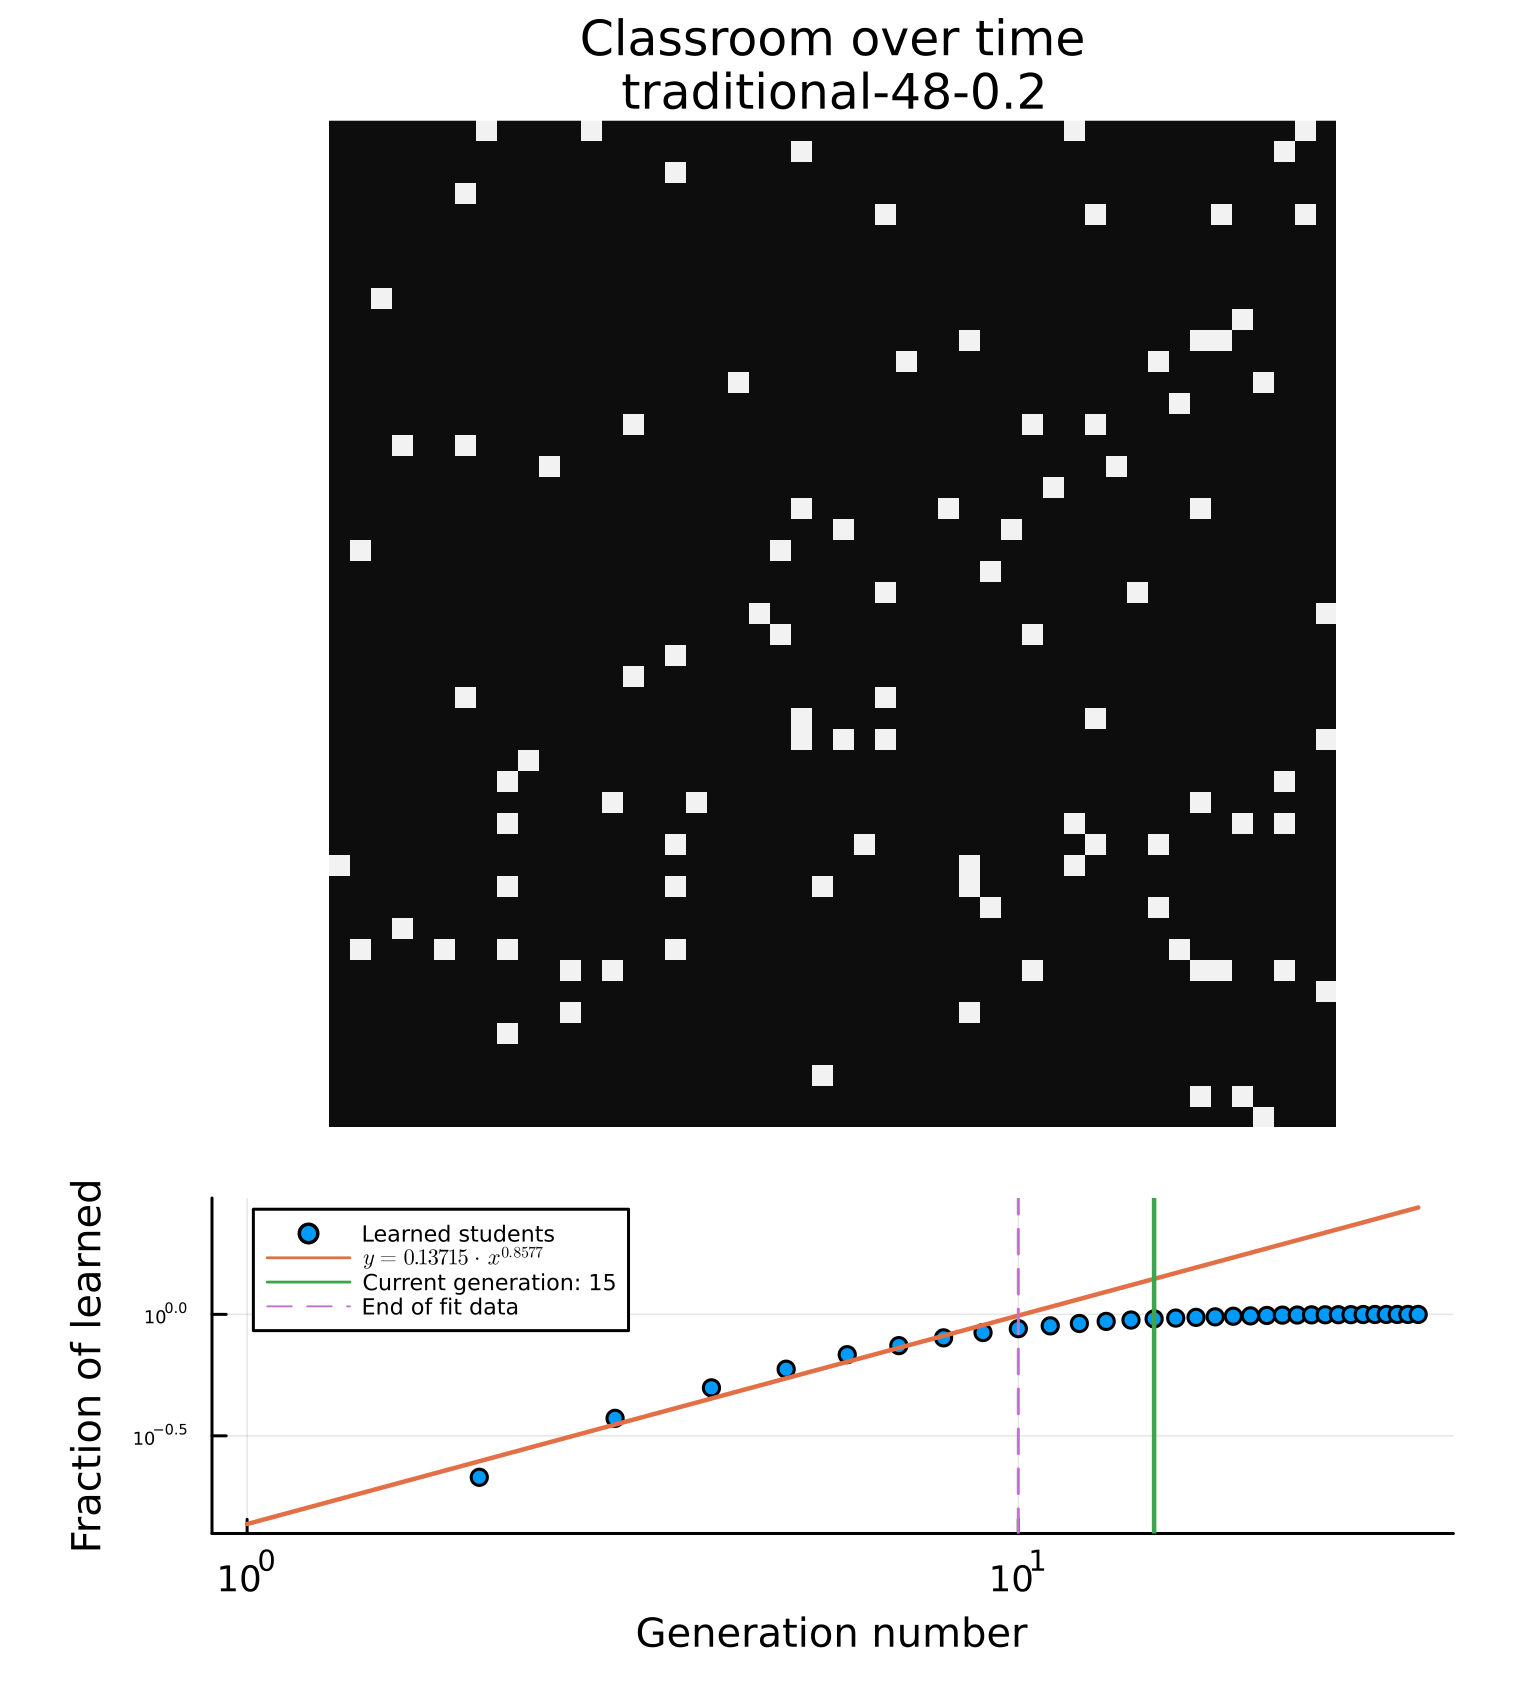 Classroom over time
traditional-48-0.2
Fraction of learned
Learned students
y = 0.13715 · x^0.8577
Current generation: 15
End of fit data
10^0.0
10^−0.5
10^0
10^1
Generation number